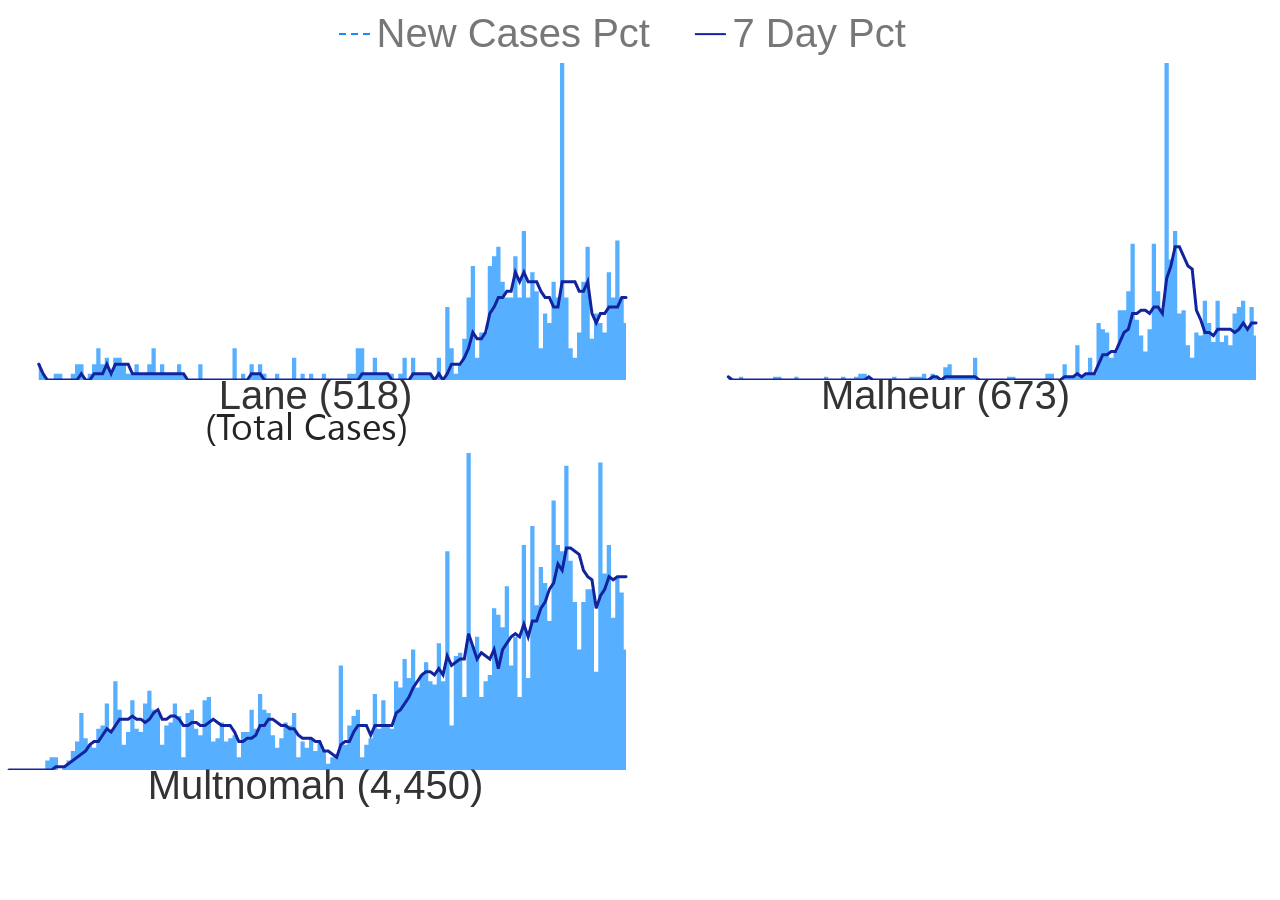 New Cases Pct 7 Day Pct
Lane (518)
(Total Cases)
Malheur (673)
Multnomah (4,450)